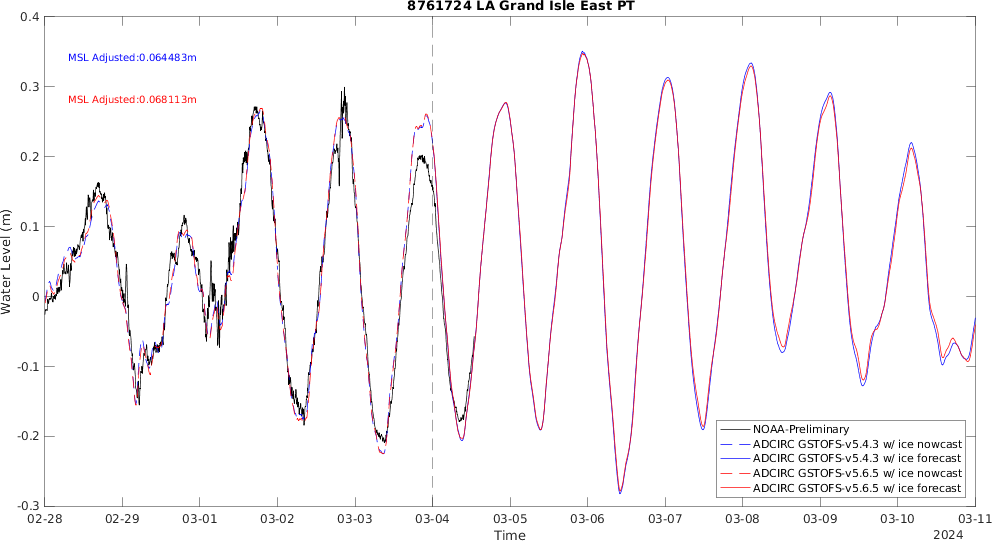 8761724 LA Grand Isle East PT
0.4
MSL Adjusted:0.064483m
0.3
MSL Adjusted:0.068113m
0.2
0.1
Water Level (m)
0
-0.1
-0.2
NOAA-Preliminary
ADCIRC GSTOFS-v5.4.3 w/ ice nowcast
ADCIRC GSTOFS-v5.4.3 w/ ice forecast
ADCIRC GSTOFS-v5.6.5 w/ ice nowcast
ADCIRC GSTOFS-v5.6.5 w/ ice forecast
-0.3
02-28 02-29 03-01 03-02 03-03 03-04 03-05 03-06 03-07 03-08 03-09 03-10 03-11
Time
2024